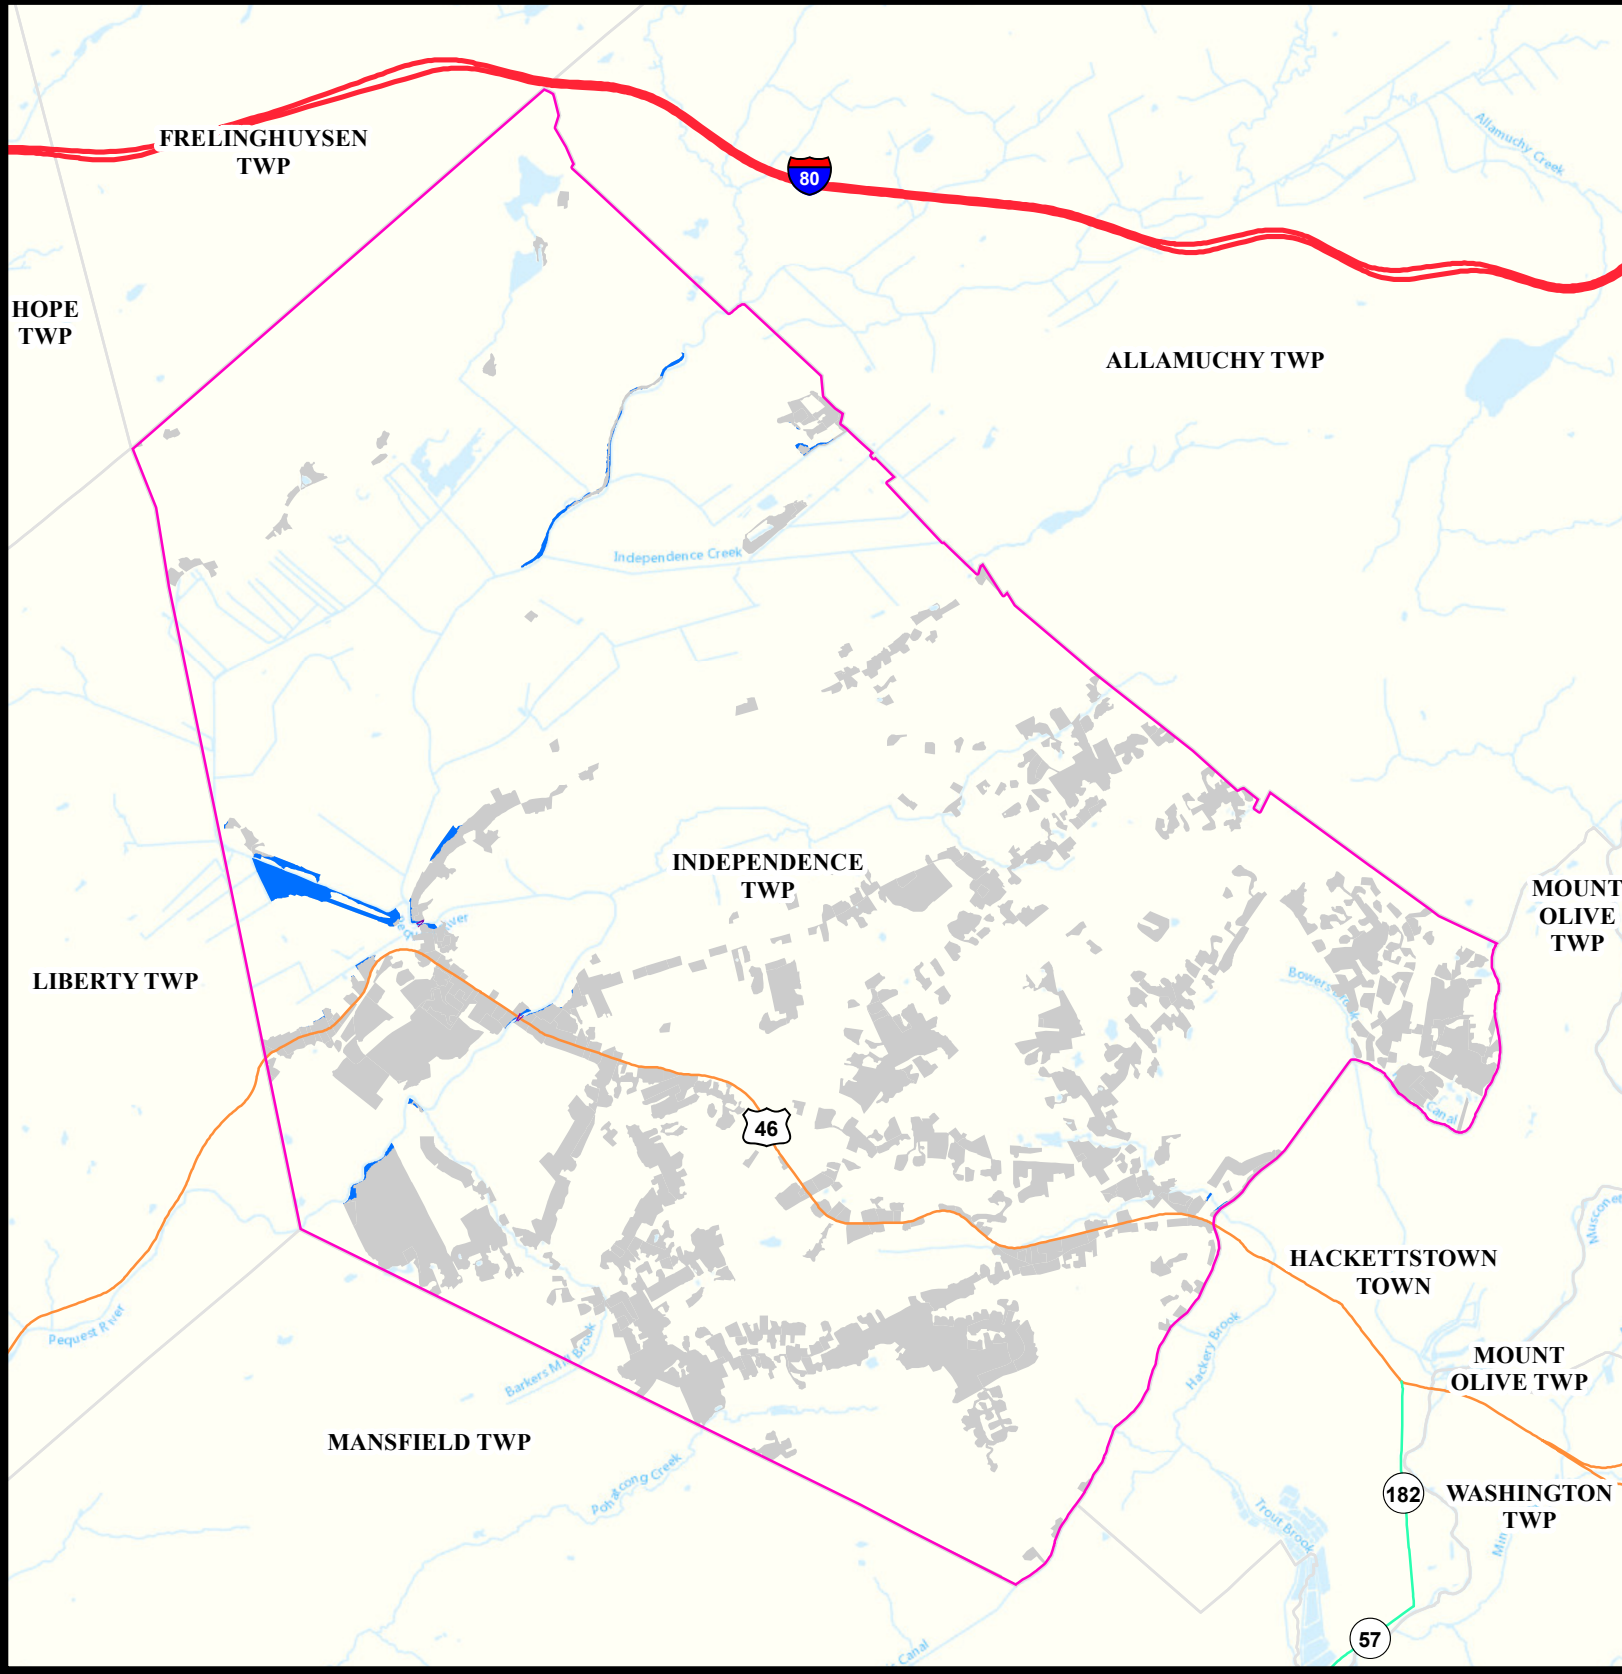 FRELINGHUYSEN
TWP
80
Allamuchy Creek
HOPE
TWP
ALLAMUCHY TWP
Independence Creek
INDEPENDENCE
TWP
MOUNT
OLIVE
TWP
LIBERTY TWP
Bowers
Canal
46
HACKETTSTOWN
TOWN
Pequest River
Barkers Mill Brook
Hackery Brook
MOUNT
OLIVE TWP
MANSFIELD TWP
Pohatcong Creek
182
WASHINGTON
TWP
Trout Brook
57
Canal